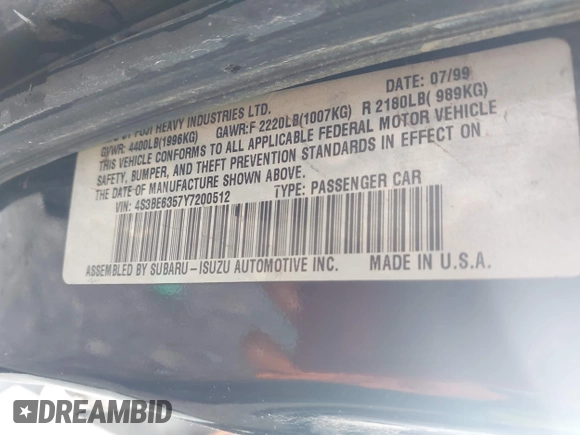 BY FUJI HEAVY INDUSTRIES LTD. DATE: 07/99
GVWR: 4400LB(1996KG) GAWR:F 2220LB(1007KG) R 2180LB( 989KG)
THIS VEHICLE CONFORMS TO ALL APPLICABLE FEDERAL MOTOR VEHICLE
SAFETY, BUMPER, AND THEFT PREVENTION STANDARDS IN EFFECT ON
THE DATE OF MANUFACTURE SHOWN ABOVE.
VIN: 4S3BE6357Y7200512 TYPE: PASSENGER CAR
ASSEMBLED BY SUBARU-ISUZU AUTOMOTIVE INC. MADE IN U.S.A.
DREAMBID